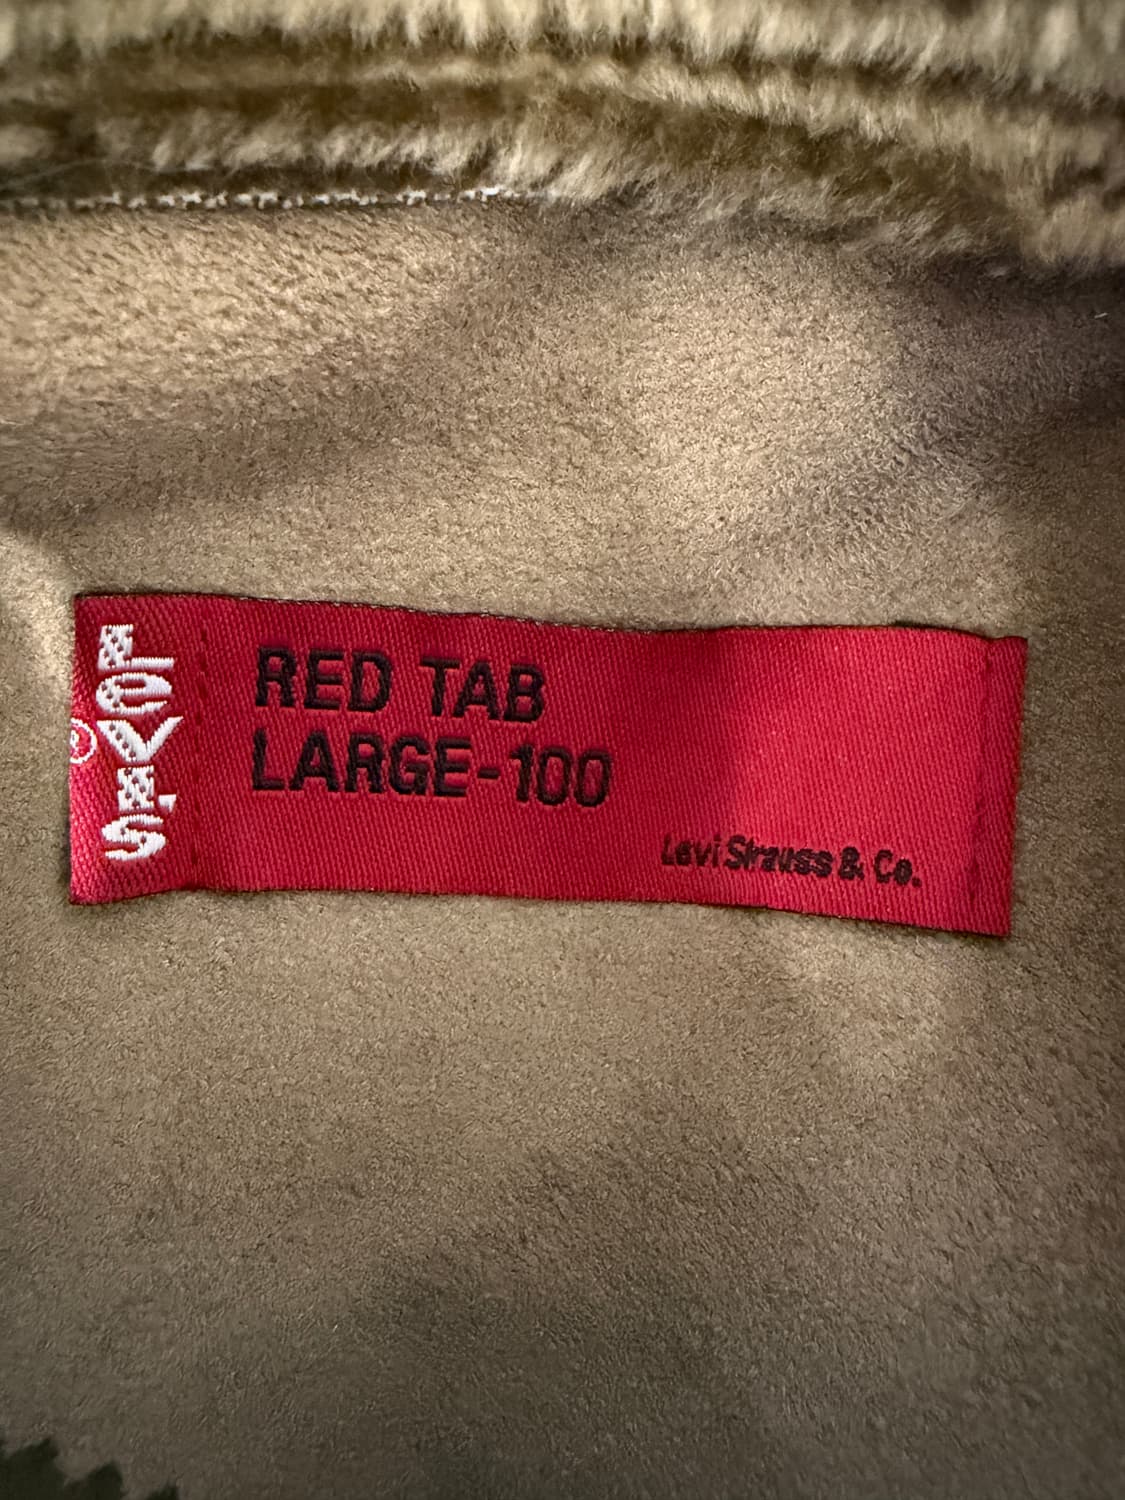 LEVI'S
®
RED TAB
LARGE-100
Levi Strauss & Co.